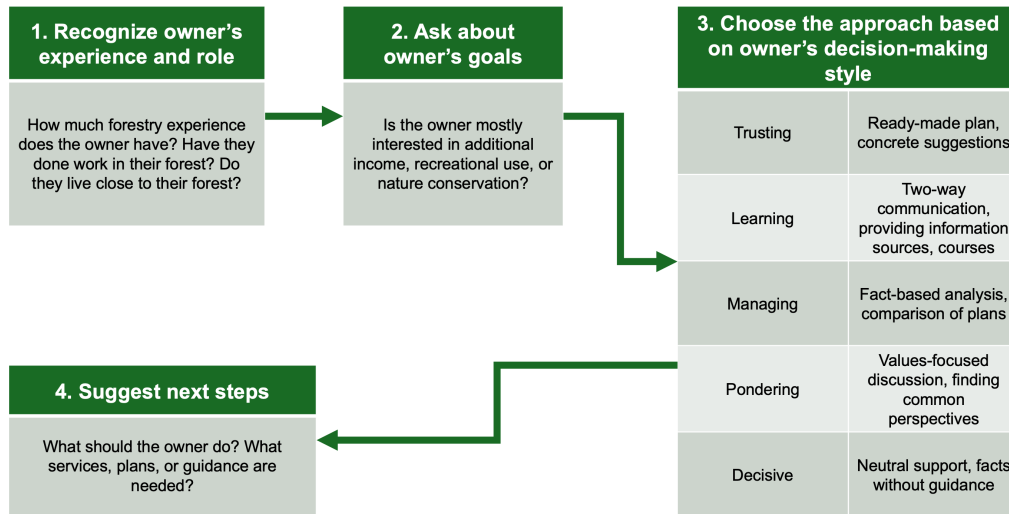 1. Recognize owner's
experience and role
How much forestry experience
does the owner have? Have they
done work in their forest? Do
they live close to their forest?
2. Ask about
owner's goals
Is the owner mostly
interested in additional
income, recreational use, or
nature conservation?
3. Choose the approach based
on owner's decision-making
style
Trusting
Ready-made plan,
concrete suggestions
Learning
Two-way
communication,
providing information
sources, courses
Managing
Fact-based analysis,
comparison of plans
Pondering
Values-focused
discussion, finding
common
perspectives
Decisive
Neutral support, facts
without guidance
4. Suggest next steps
What should the owner do? What
services, plans, or guidance are
needed?